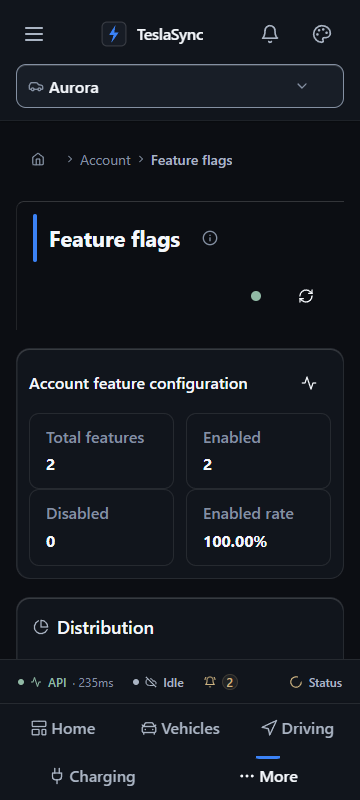 TeslaSync
Aurora
Account
Feature flags
Feature flags
Account feature configuration
Total features
2
Enabled
2
Disabled
0
Enabled rate
100.00%
Distribution
API · 235ms
Idle
2
Status
Home
Vehicles
Driving
Charging
More